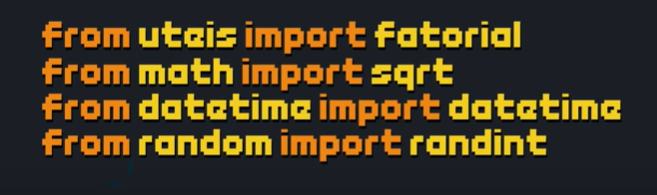 from uteis import fatorial
from math import sqrt
from datetime import datetime
from random import randint